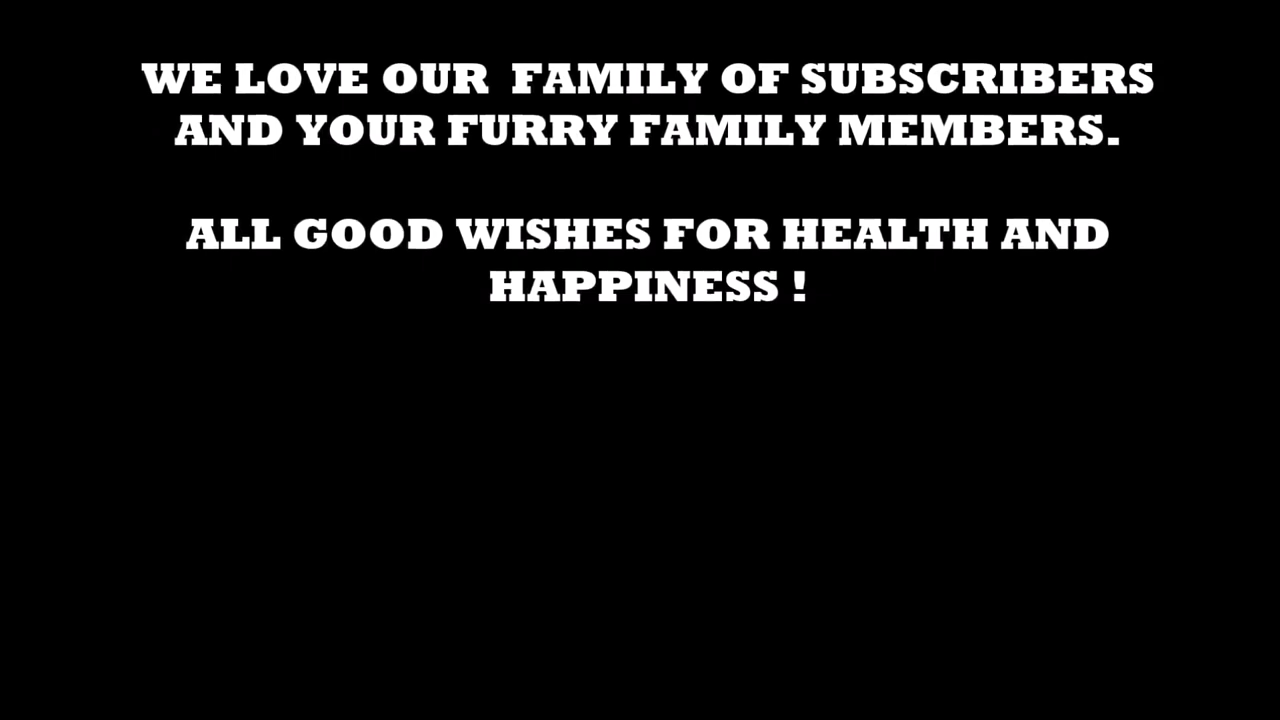 WE LOVE OUR  FAMILY OF SUBSCRIBERS
AND YOUR FURRY FAMILY MEMBERS.
ALL GOOD WISHES FOR HEALTH AND
HAPPINESS !